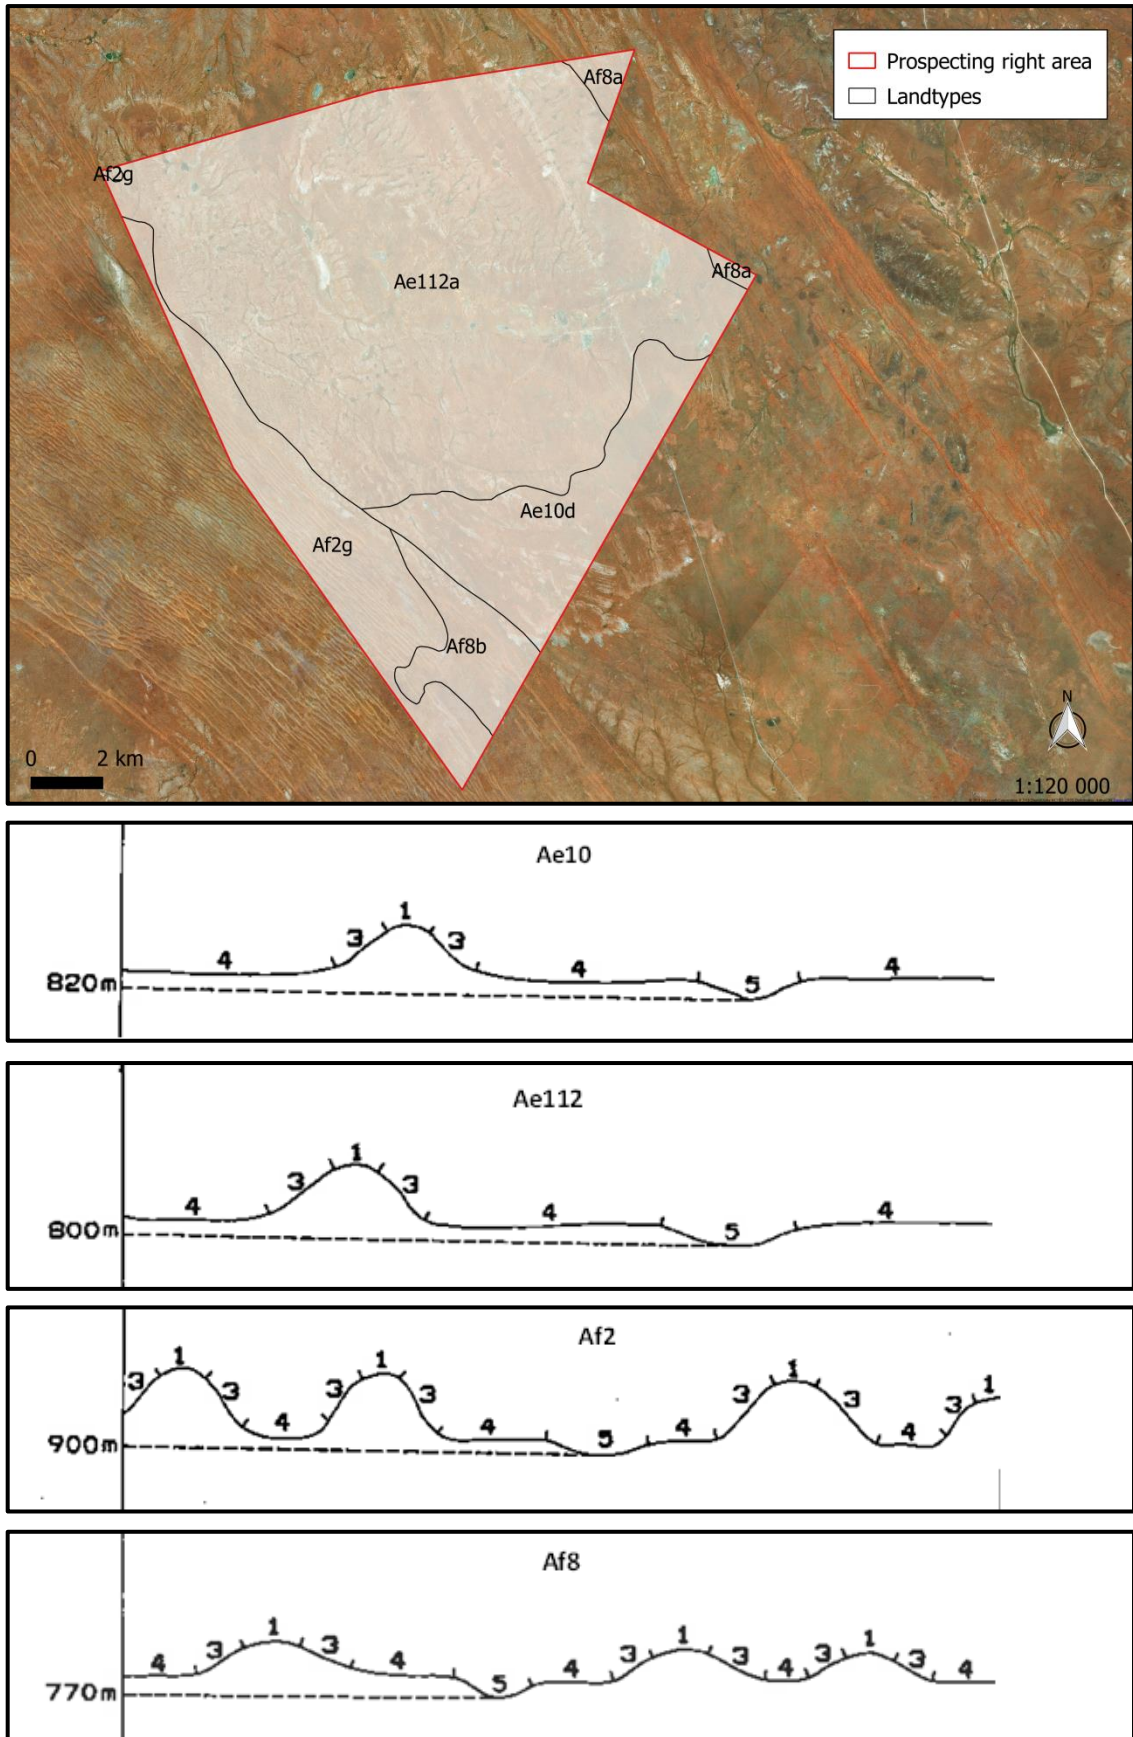 Prospecting right area
Landtypes
Af8a
Af2g
Af8a
Ae112a
Ae10d
Af2g
Af8b
N
0 2 km
1:120 000
Ae10
1
3 3
4 4 4
820m
5
Ae112
1
3 3
4 4 4
800m
5
Af2
1 1 1 1
3 3 3 3 3 3 3
4 4 4 4
900m
5
Af8
1 1 1
3 3 3 3 3 3
4 4 4 4 4
770m
5